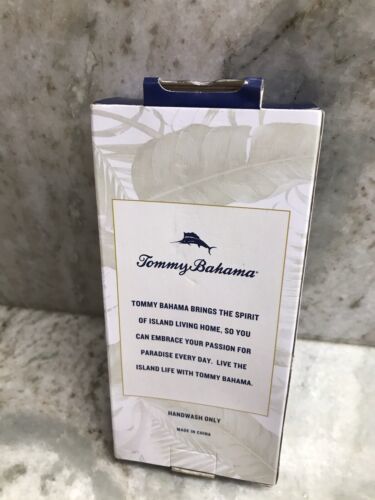 Tommy Bahama
TOMMY BAHAMA BRINGS THE SPIRIT
OF ISLAND LIVING HOME, SO YOU
CAN EMBRACE YOUR PASSION FOR
PARADISE EVERY DAY. LIVE THE
ISLAND LIFE WITH TOMMY BAHAMA.
HANDWASH ONLY
MADE IN CHINA